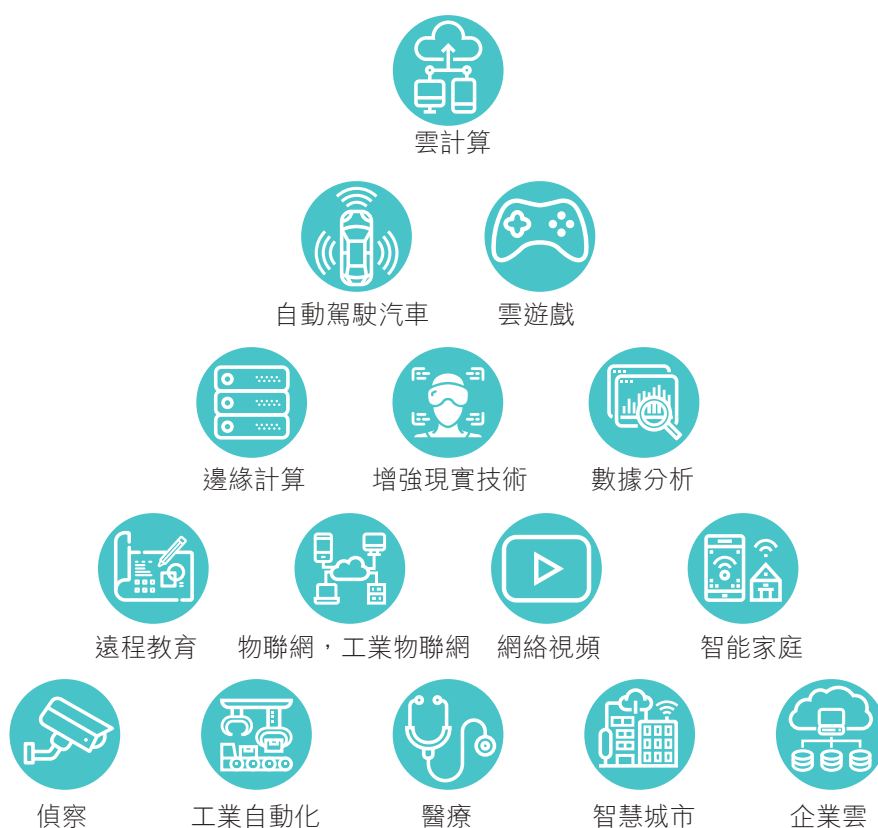 雲計算
自動駕駛汽車
雲遊戲
邊緣計算
增強現實技術
數據分析
遠程教育
物聯網，工業物聯網
網絡視頻
智能家庭
偵察
工業自動化
醫療
智慧城市
企業雲